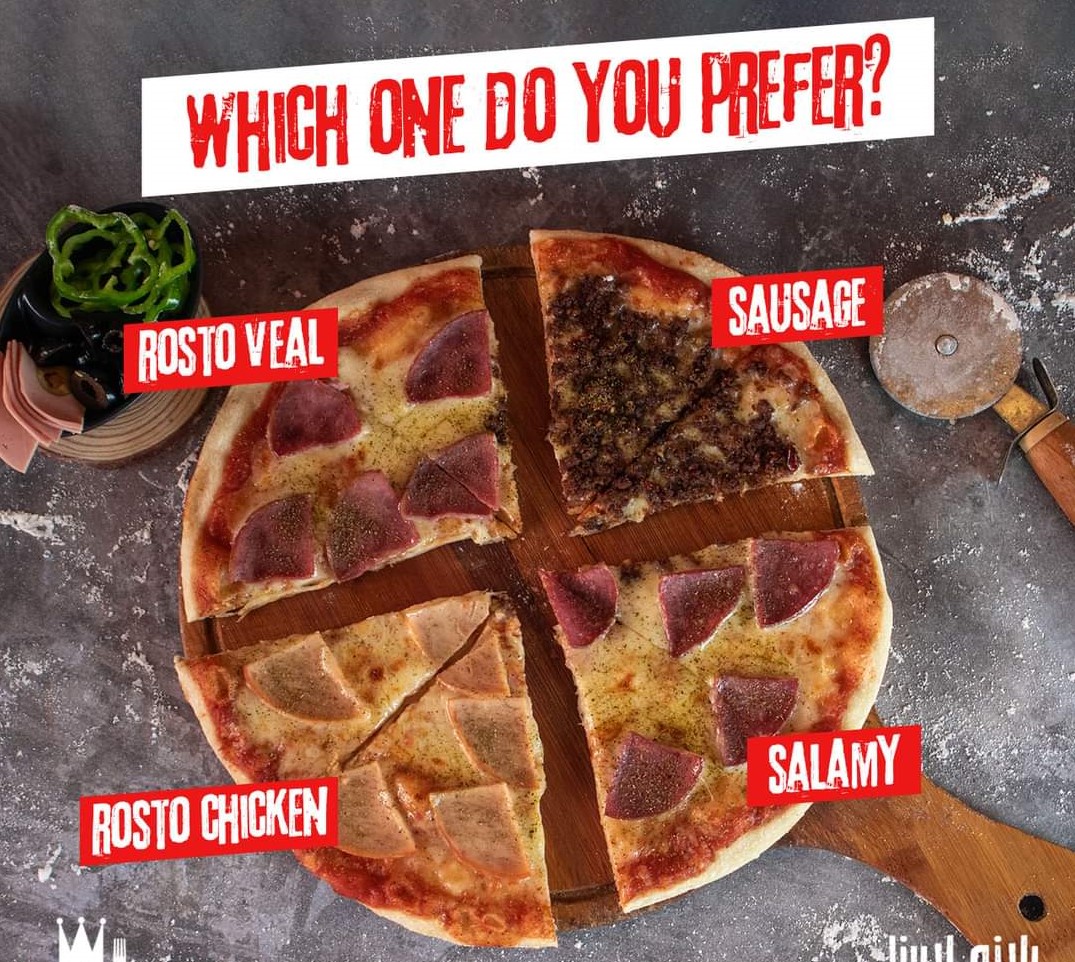 WHICH ONE DO YOU PREFER?
ROSTO VEAL
SAUSAGE
ROSTO CHICKEN
SALAMY